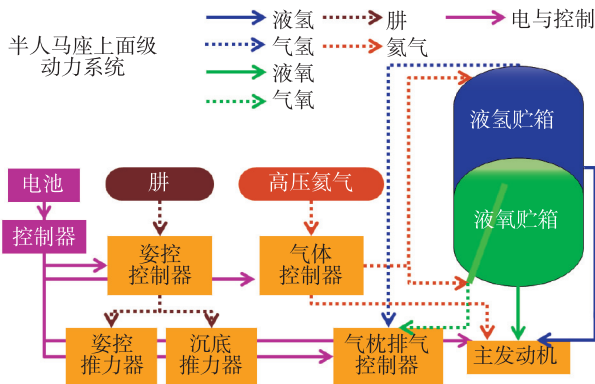 半人马座上面级
动力系统
液氢
气氢
液氧
气氧
肼
氦气
电与控制
液氢贮箱
液氧贮箱
电池
肼
高压氦气
控制器
姿控
控制器
气体
控制器
姿控
推力器
沉底
推力器
气枕排气
控制器
主发动机